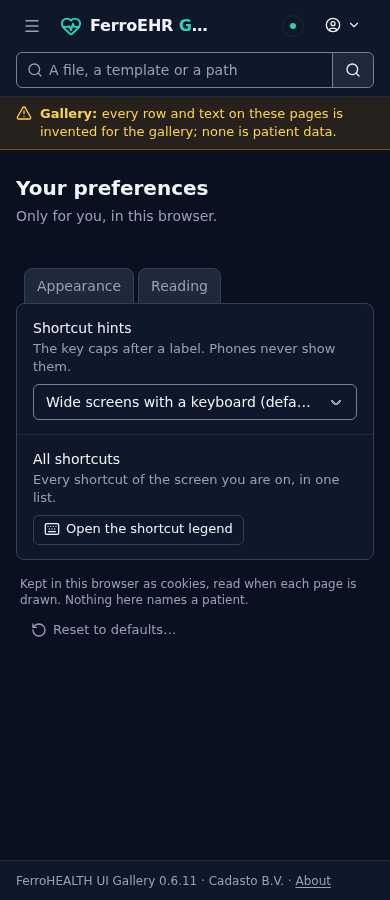 FerroEHR G...
A file, a template or a path
Gallery: every row and text on these pages is
invented for the gallery; none is patient data.
Your preferences
Only for you, in this browser.
Appearance
Reading
Shortcut hints
The key caps after a label. Phones never show
them.
Wide screens with a keyboard (defa...
All shortcuts
Every shortcut of the screen you are on, in one
list.
Open the shortcut legend
Kept in this browser as cookies, read when each page is
drawn. Nothing here names a patient.
Reset to defaults...
FerroHEALTH UI Gallery 0.6.11 · Cadasto B.V. · About